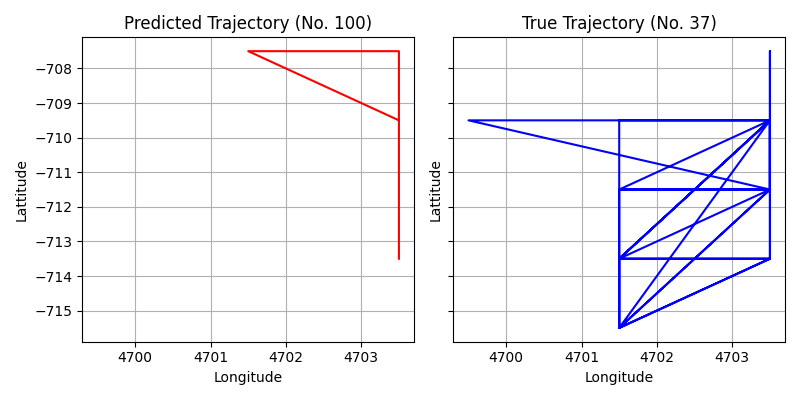 Predicted Trajectory (No. 100)
True Trajectory (No. 37)
Lattitude
−708
−709
−710
−711
−712
−713
−714
−715
4700
4701
4702
4703
Longitude
Lattitude
4700
4701
4702
4703
Longitude